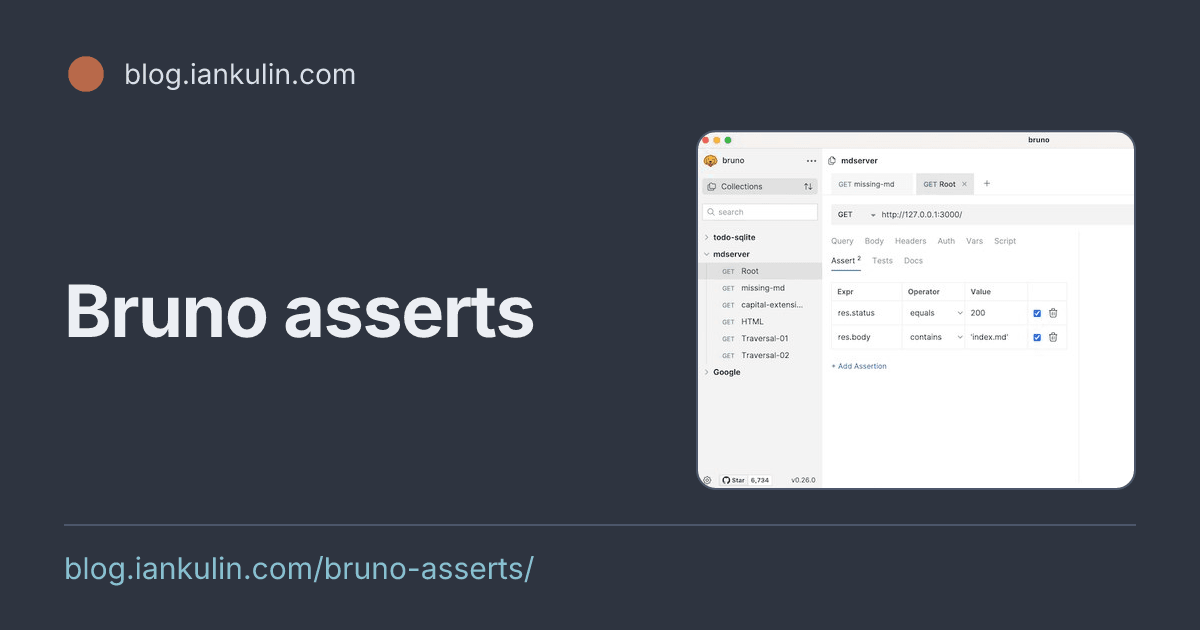 blog.iankulin.com
Bruno asserts
bruno
bruno
Collections
search
todo-sqlite
mdserver
GET Root
GET missing-md
GET capital-extensi...
GET HTML
GET Traversal-01
GET Traversal-02
Google
Star 6,734 v0.26.0
mdserver
GET missing-md GET Root × +
GET http://127.0.0.1:3000/
Query Body Headers Auth Vars Script
Assert 2 Tests Docs
Expr Operator Value
res.status equals 200
res.body contains 'index.md'
+ Add Assertion
blog.iankulin.com/bruno-asserts/